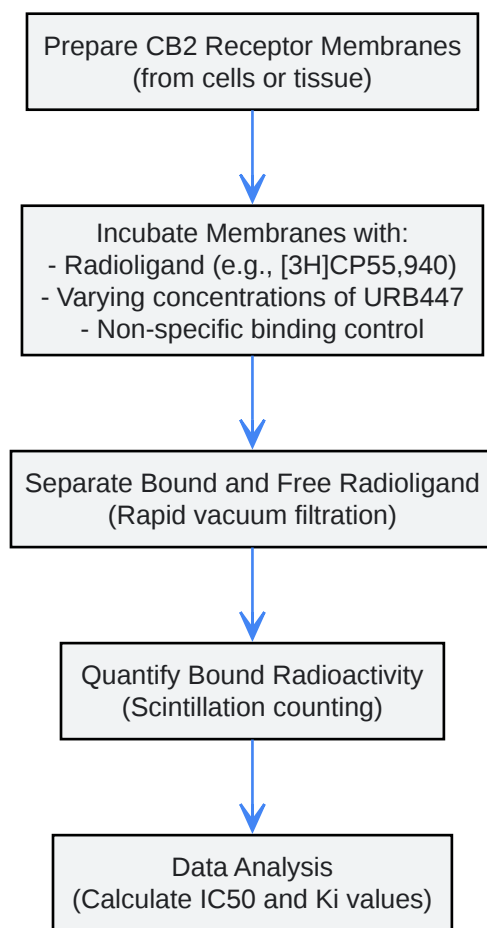 Prepare CB2 Receptor Membranes
(from cells or tissue)
Incubate Membranes with:
- Radioligand (e.g., [3H]CP55,940)
- Varying concentrations of URB447
- Non-specific binding control
Separate Bound and Free Radioligand
(Rapid vacuum filtration)
Quantify Bound Radioactivity
(Scintillation counting)
Data Analysis
(Calculate IC50 and Ki values)